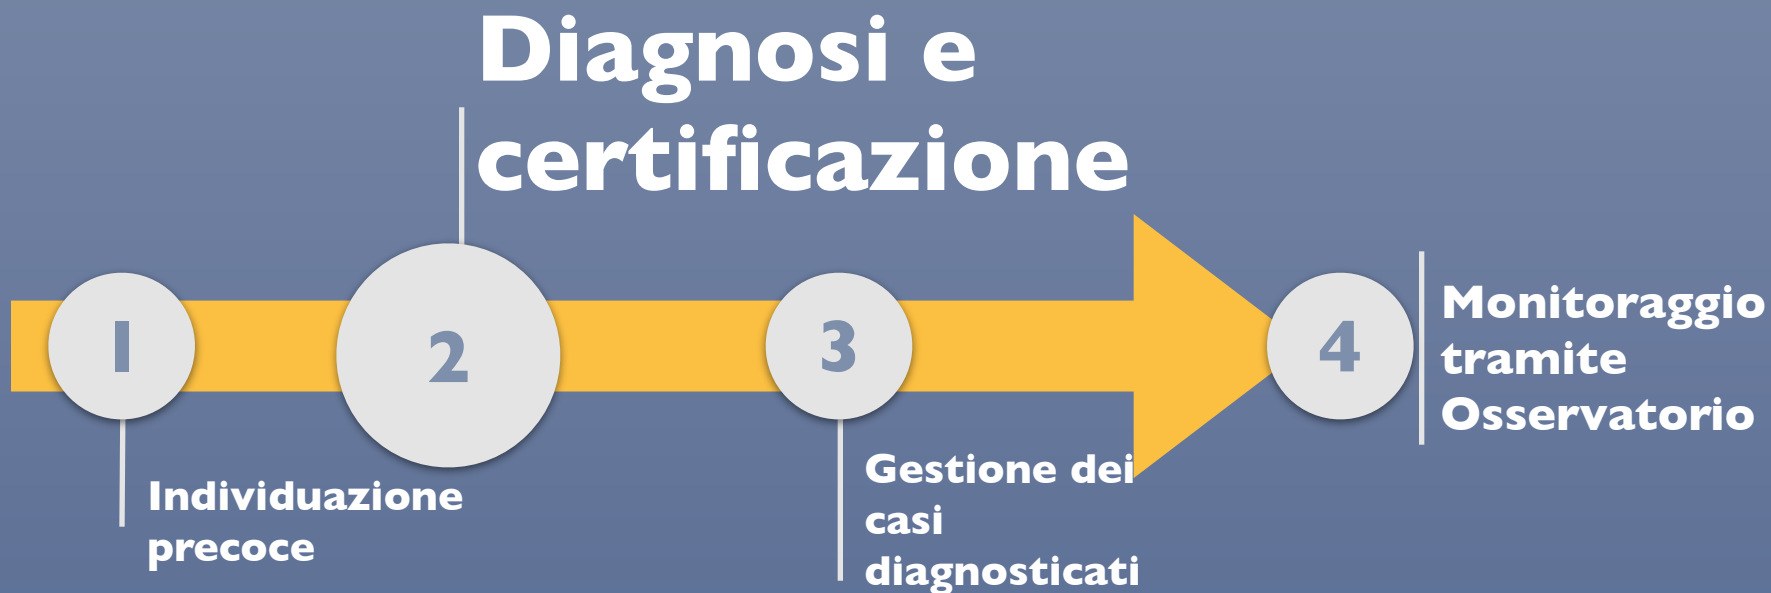 Diagnosi e
certificazione
1
2
3
4
Individuazione
precoce
Gestione dei
casi
diagnosticati
Monitoraggio
tramite
Osservatorio